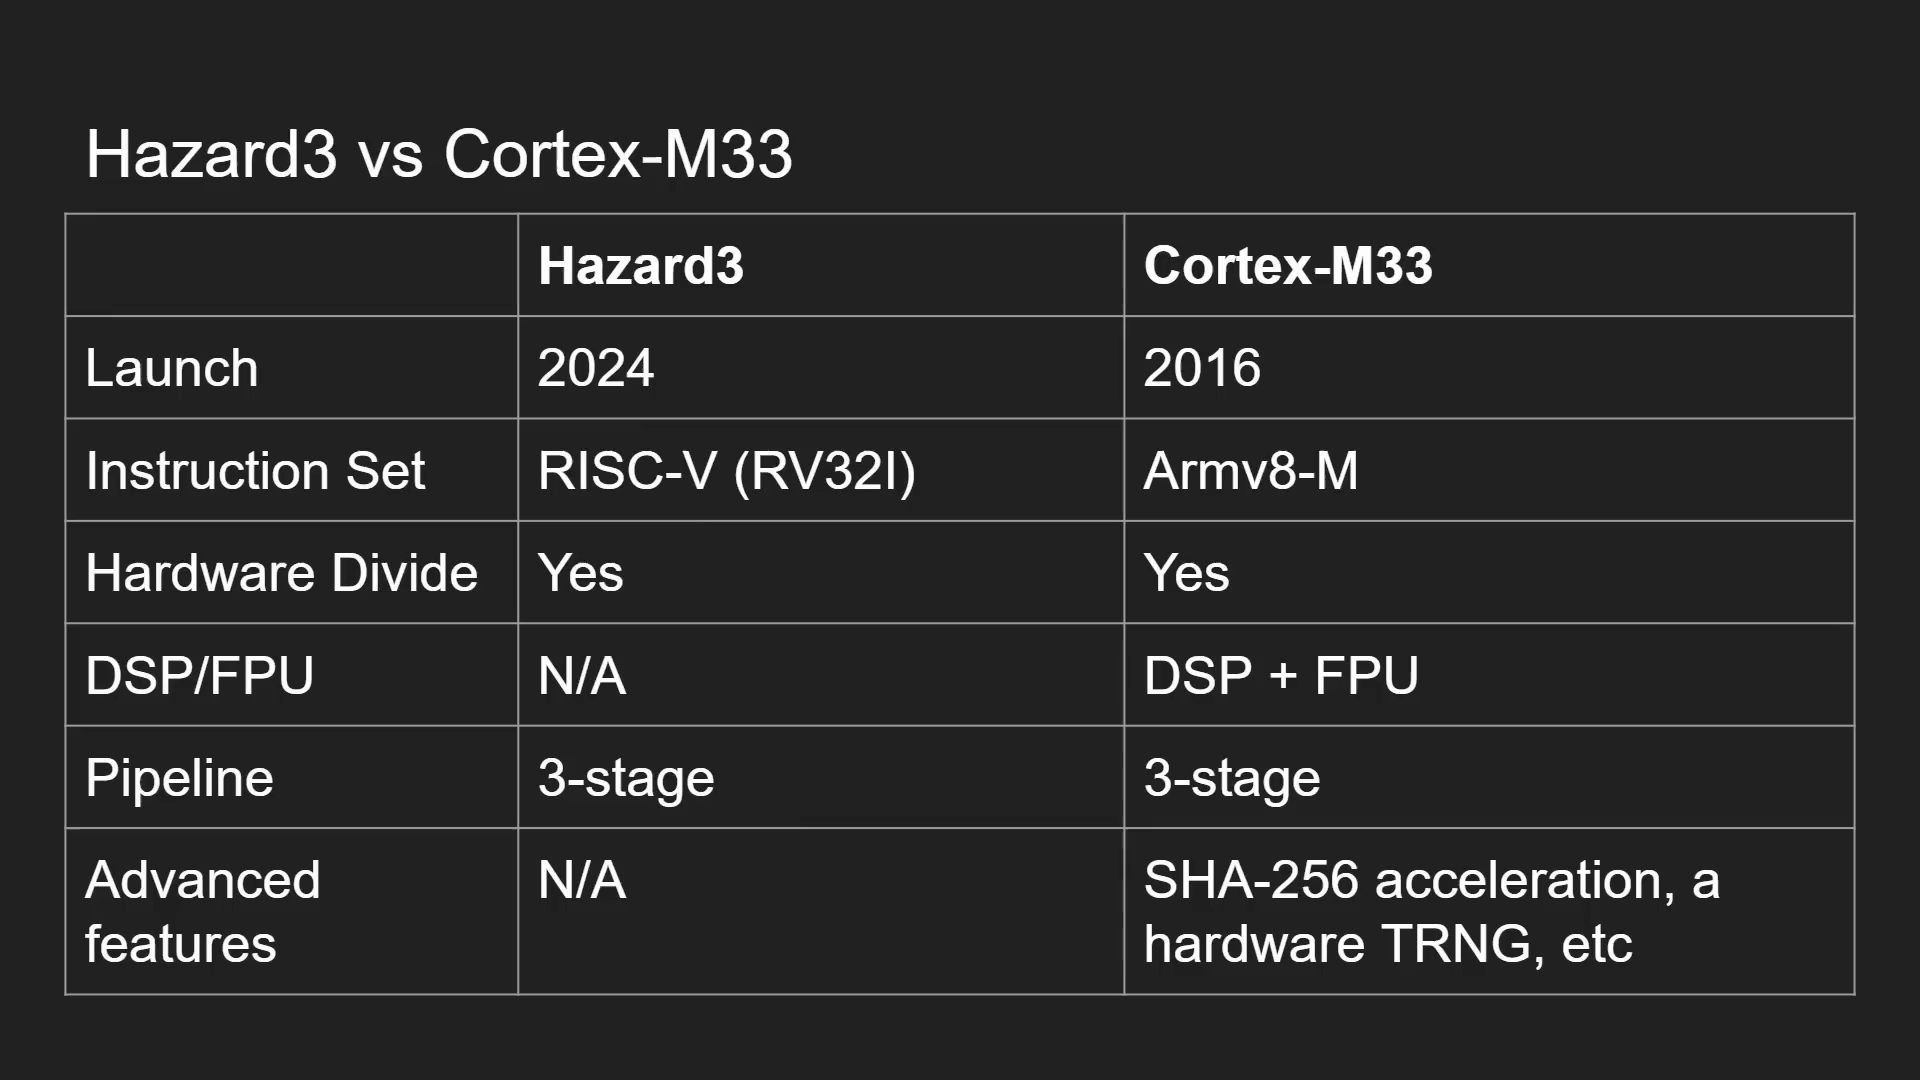 Hazard3 vs Cortex-M33
Hazard3 Cortex-M33
Launch 2024 2016
Instruction Set RISC-V (RV32I) Armv8-M
Hardware Divide Yes Yes
DSP/FPU N/A DSP + FPU
Pipeline 3-stage 3-stage
Advanced N/A SHA-256 acceleration, a
features hardware TRNG, etc